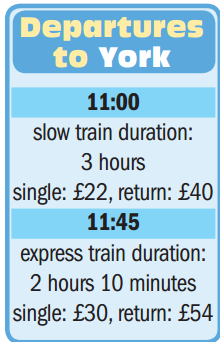 Departures
to York
11:00
slow train duration:
3 hours
single: £22, return: £40
11:45
express train duration:
2 hours 10 minutes
single: £30, return: £54